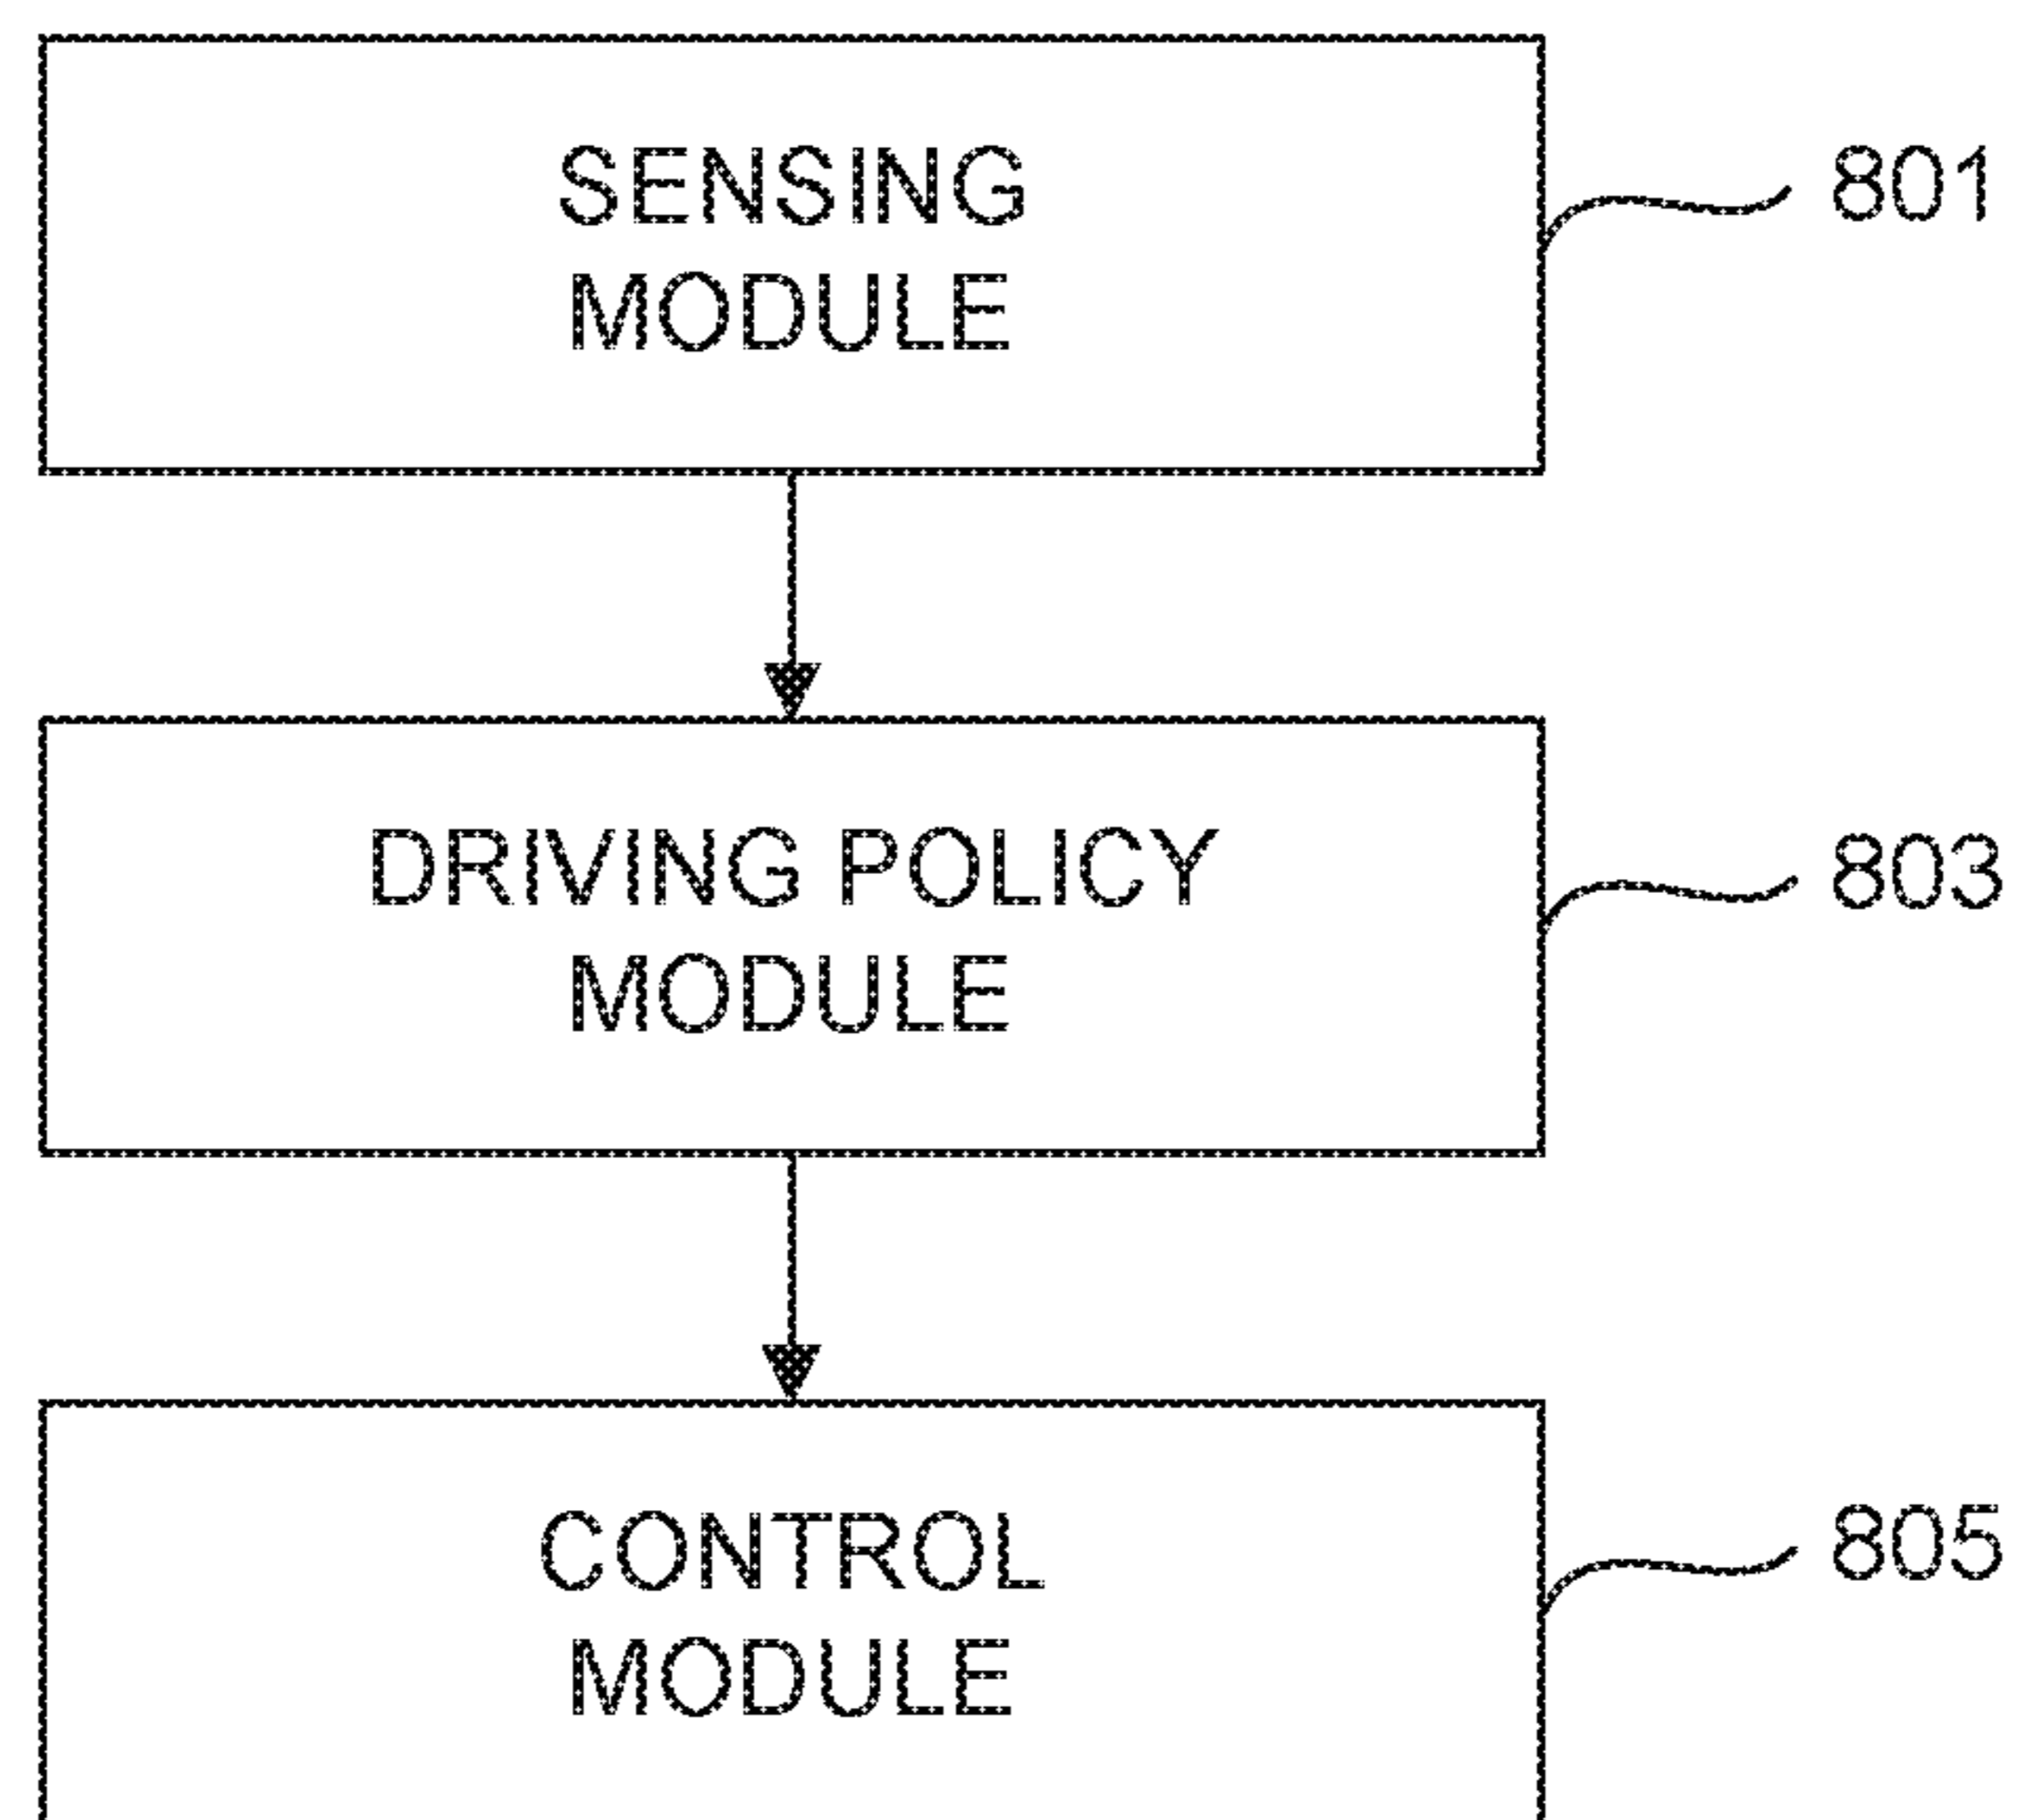 SENSING
MODULE
801
DRIVING POLICY
MODULE
803
CONTROL
MODULE
805